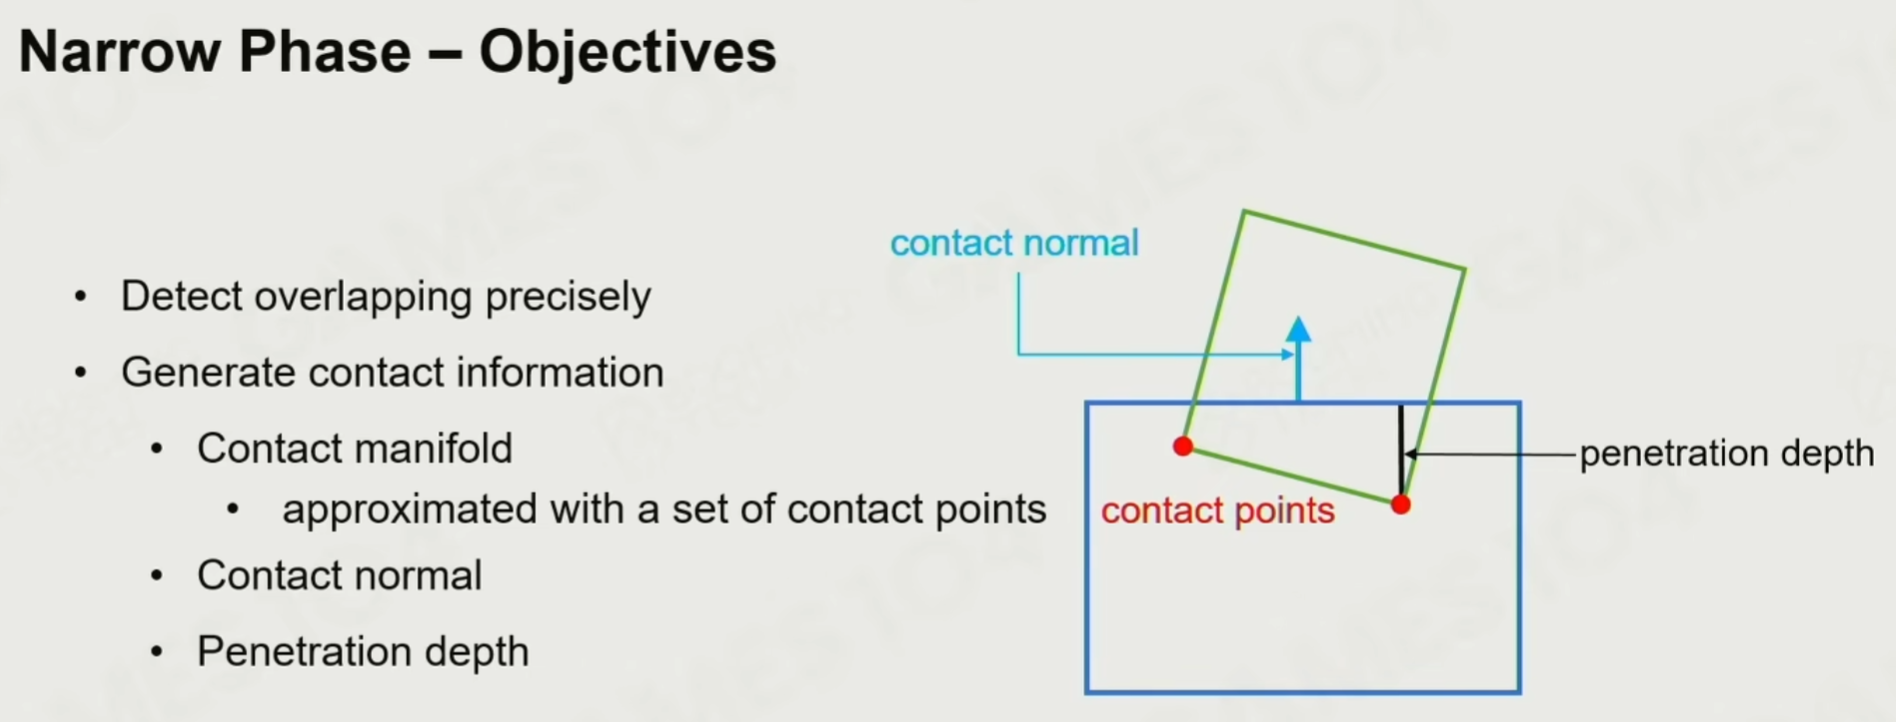 Narrow Phase – Objectives
contact normal
• Detect overlapping precisely
• Generate contact information
• Contact manifold
• approximated with a set of contact points
• Contact normal
• Penetration depth
penetration depth
contact points
GAMES104